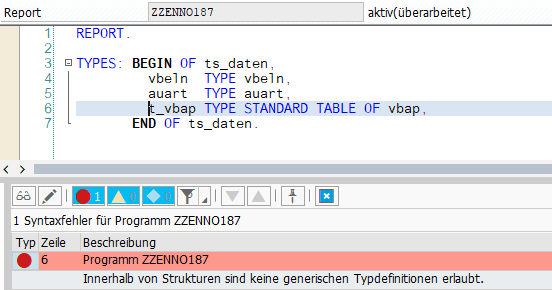 Report ZZENNO187 aktiv(überarbeitet)
1 REPORT.
2
3 TYPES: BEGIN OF ts_daten,
4 vbeln TYPE vbeln,
5 auart TYPE auart,
6 t_vbap TYPE STANDARD TABLE OF vbap,
7 END OF ts_daten.
1 0 0
1 Syntaxfehler für Programm ZZENNO187
Typ Zeile Beschreibung
6 Programm ZZENNO187
Innerhalb von Strukturen sind keine generischen Typdefinitionen erlaubt.